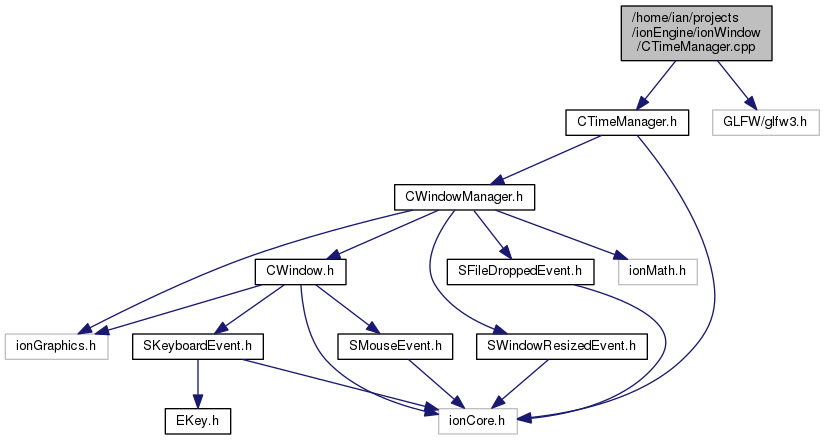 /home/ian/projects
/ionEngine/ionWindow
/CTimeManager.cpp
CTimeManager.h
GLFW/glfw3.h
CWindowManager.h
CWindow.h
SFileDroppedEvent.h
ionMath.h
ionGraphics.h
SKeyboardEvent.h
SMouseEvent.h
SWindowResizedEvent.h
EKey.h
ionCore.h